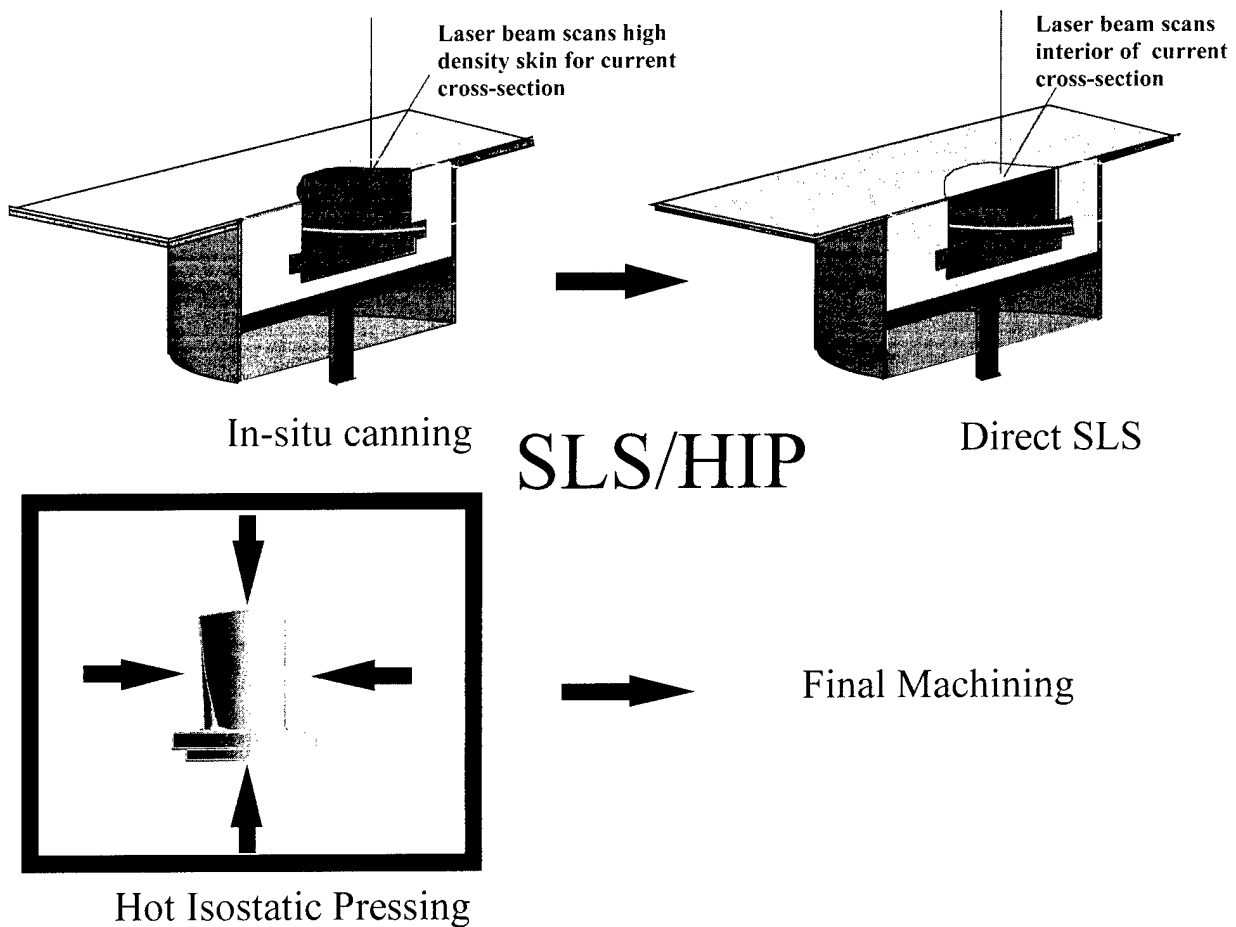 Laser beam scans high
density skin for current
cross-section
Laser beam scans
interior of current
cross-section
In-situ canning
SLS/HIP
Direct SLS
Final Machining
Hot Isostatic Pressing